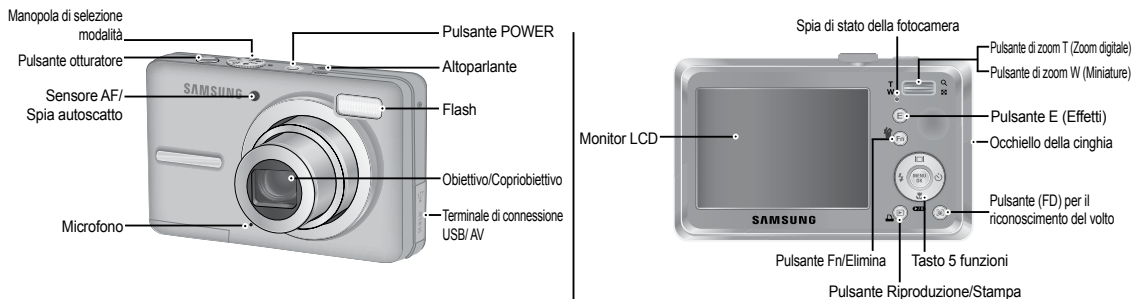 Manopola di selezione
modalità
Pulsante otturatore
Sensore AF/
Spia autoscatto
Microfono
Pulsante POWER
Altoparlante
Flash
Obiettivo/Copriobiettivo
Terminale di connessione
USB/ AV
SAMSUNG
Spia di stato della fotocamera
Pulsante di zoom T (Zoom digitale)
Pulsante di zoom W (Miniature)
Pulsante E (Effetti)
Monitor LCD
Occhiello della cinghia
Pulsante (FD) per il
riconoscimento del volto
Pulsante Fn/Elimina
Tasto 5 funzioni
Pulsante Riproduzione/Stampa
T
W
E
Fn
MENU
OK
SAMSUNG